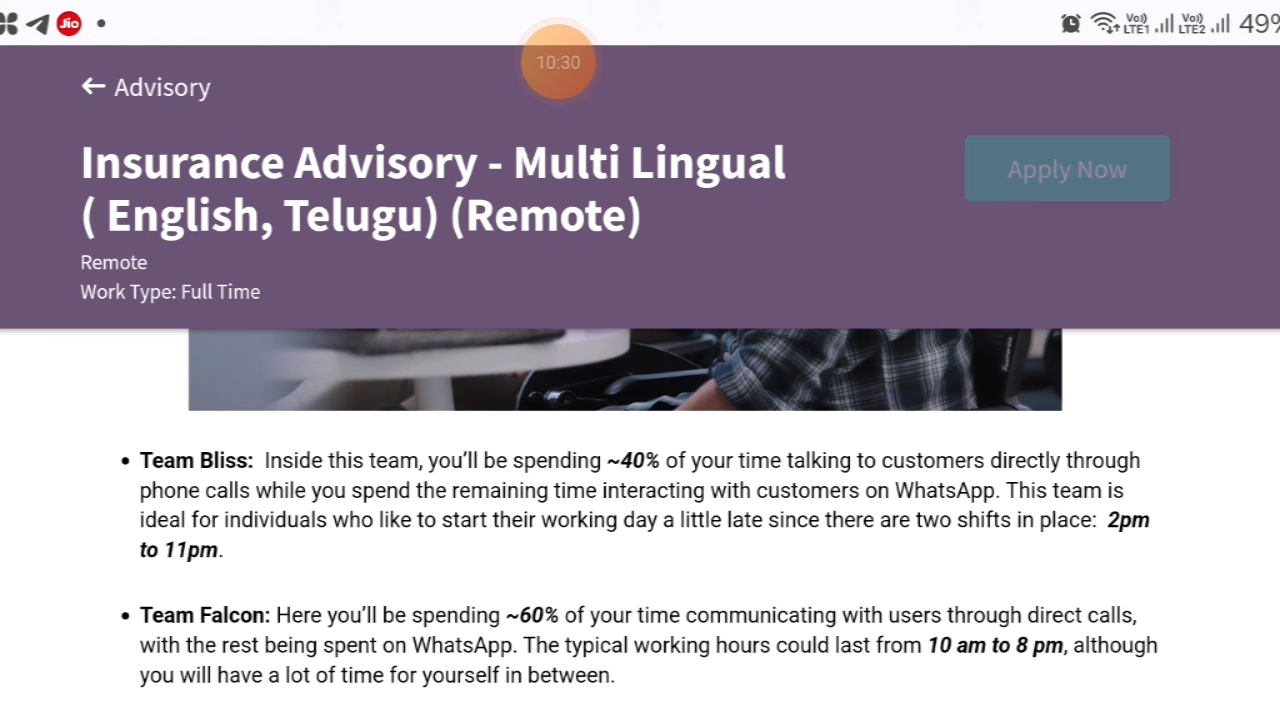 Jio
Vo)) LTE1 Vo)) LTE2 49%
10:30
← Advisory
Insurance Advisory - Multi Lingual
( English, Telugu) (Remote)
Apply Now
Remote
Work Type: Full Time
• Team Bliss: Inside this team, you’ll be spending ~40% of your time talking to customers directly through
phone calls while you spend the remaining time interacting with customers on WhatsApp. This team is
ideal for individuals who like to start their working day a little late since there are two shifts in place: 2pm
to 11pm.
• Team Falcon: Here you’ll be spending ~60% of your time communicating with users through direct calls,
with the rest being spent on WhatsApp. The typical working hours could last from 10 am to 8 pm, although
you will have a lot of time for yourself in between.